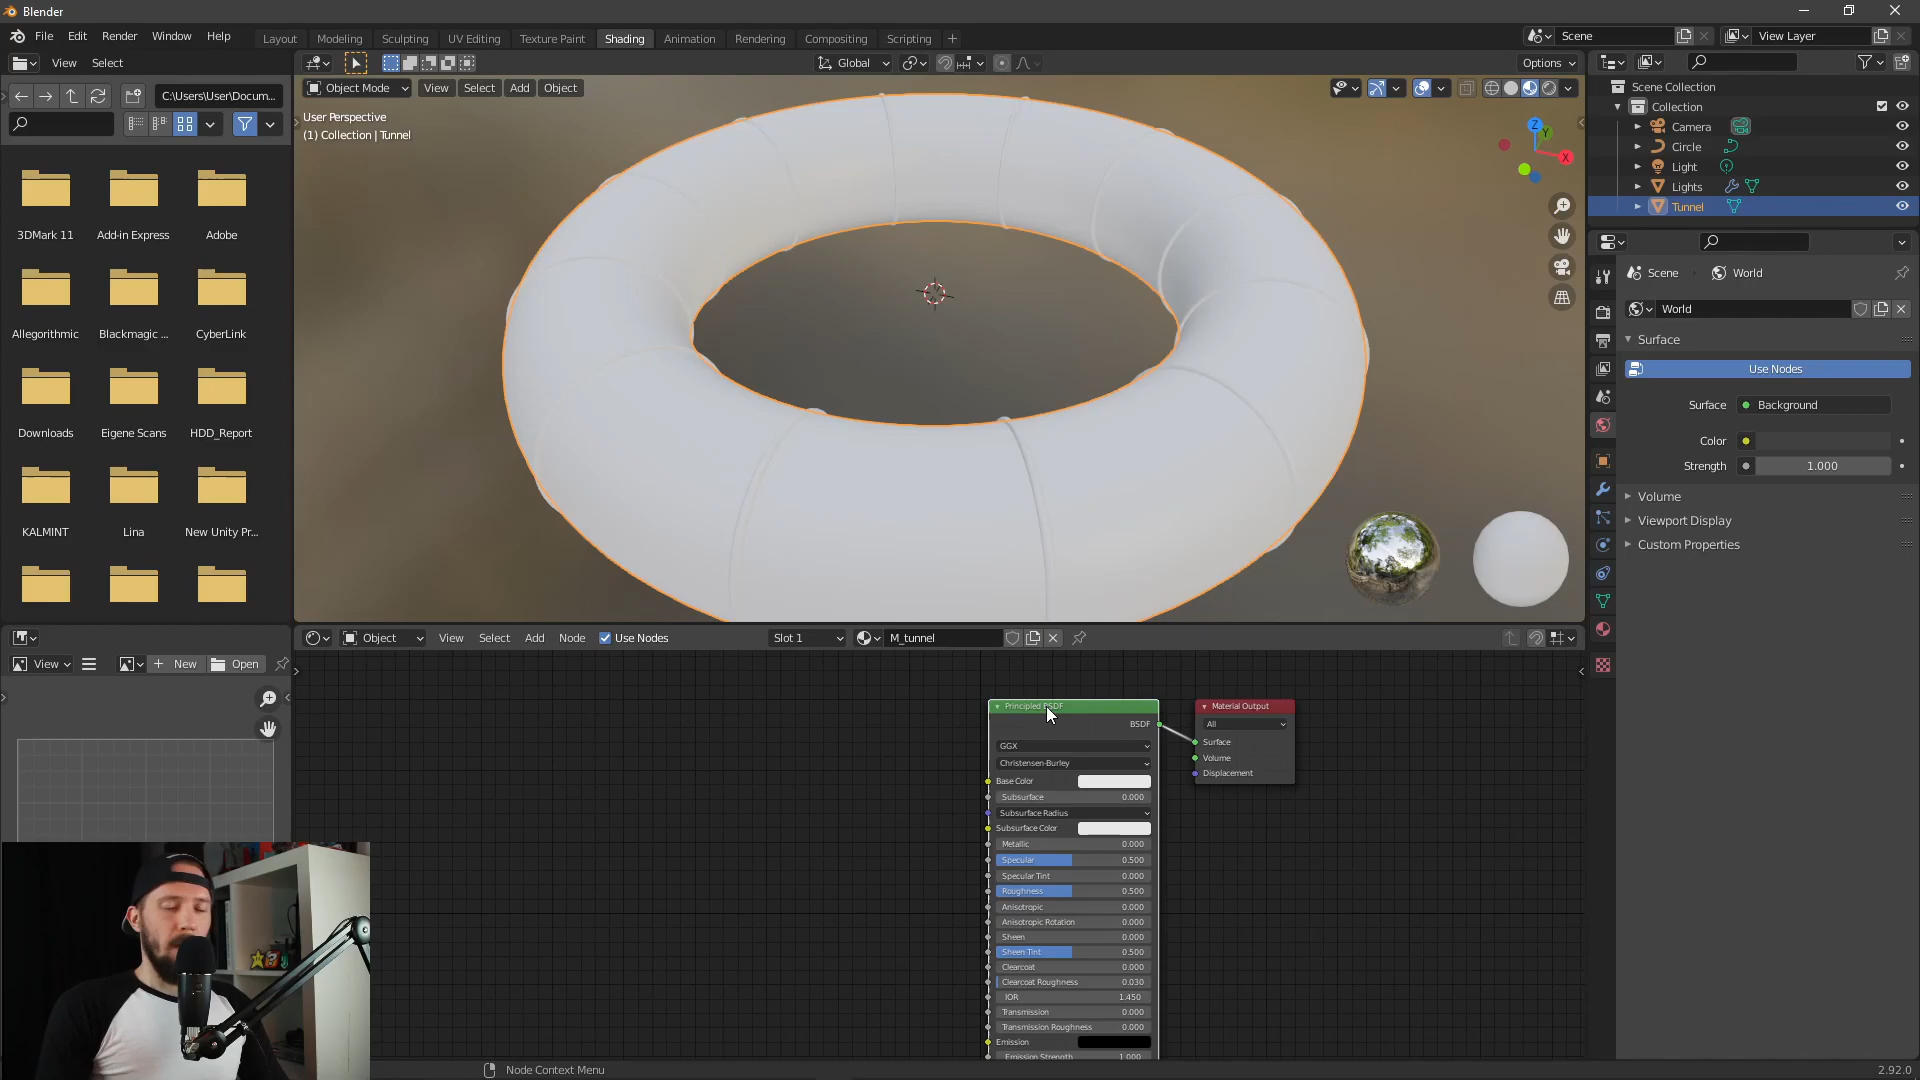 Blender
File Edit Render Window Help
Layout Modeling Sculpting UV Editing Texture Paint Shading Animation Rendering Compositing Scripting
Scene
View Layer
View Select
Global
Options
C:\Users\User\Docum...
Object Mode View Select Add Object
User Perspective
(1) Collection | Tunnel
Z
Y
X
3DMark 11
Add-in Express
Adobe
Allegorithmic
Blackmagic ...
CyberLink
Downloads
Eigene Scans
HDD_Report
KALMINT
Lina
New Unity Pr...
Scene Collection
Collection
Camera
Circle
Light
Lights
Tunnel
Scene
World
World
Surface
Use Nodes
Surface Background
Color
Strength 1.000
Volume
Viewport Display
Custom Properties
View New Open
Object View Select Add Node Use Nodes Slot 1 M_tunnel
Principled BSDF
BSDF
GGX
Christensen-Burley
Base Color
Subsurface 0.000
Subsurface Radius
Subsurface Color
Metallic 0.000
Specular 0.500
Specular Tint 0.000
Roughness 0.500
Anisotropic 0.000
Anisotropic Rotation 0.000
Sheen 0.000
Sheen Tint 0.500
Clearcoat 0.000
Clearcoat Roughness 0.030
IOR 1.450
Transmission 0.000
Transmission Roughness 0.000
Emission
Emission Strength 1.000
Material Output
All
Surface
Volume
Displacement
Node Context Menu
2.92.0